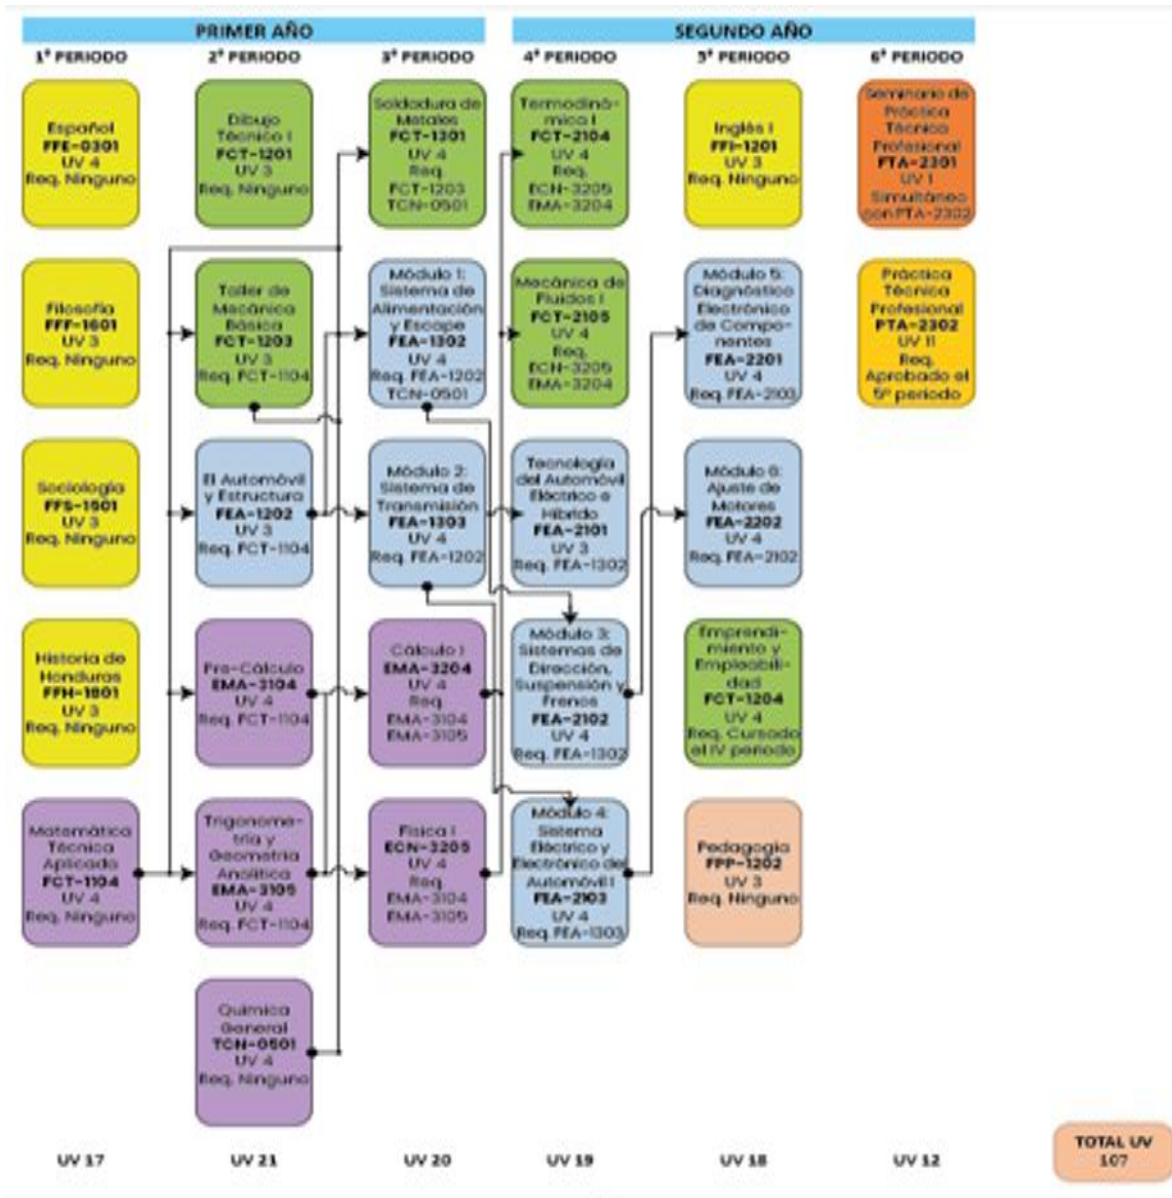 PRIMER AÑO
SEGUNDO AÑO
1º PERIODO
2º PERIODO
3º PERIODO
4º PERIODO
5º PERIODO
6º PERIODO
Español
FFE-0301
UV 4
Req. Ninguno
Filosofía
FFF-1601
UV 3
Req. Ninguno
Sociología
FFS-1501
UV 3
Req. Ninguno
Historia de
Honduras
FFH-1801
UV 3
Req. Ninguno
Matemática
Técnica
Aplicada
FCT-1104
UV 4
Req. Ninguno
Dibujo
Técnico I
FCT-1201
UV 3
Req. Ninguno
Taller de
Mecánica
Básica
FCT-1203
UV 3
Req. FCT-1104
El Automóvil
y Estructura
FEA-1202
UV 3
Req. FCT-1104
Pre-Cálculo
EMA-3104
UV 4
Req. FCT-1104
Trigonome-
tría y
Geometría
Analítica
EMA-3105
UV 4
Req. FCT-1104
Química
General
TCN-0501
UV 4
Req. Ninguno
Soldadura de
Metales
FCT-1301
UV 4
Req.
FCT-1203
TCN-0501
Módulo 1:
Sistema de
Alimentación
y Escape
FEA-1302
UV 4
Req. FEA-1202
TCN-0501
Módulo 2:
Sistema de
Transmisión
FEA-1303
UV 4
Req. FEA-1202
Cálculo I
EMA-3204
UV 4
Req.
EMA-3104
EMA-3105
Física I
ECN-3205
UV 4
Req.
EMA-3104
EMA-3105
Termodiná-
mica I
FCT-2104
UV 4
Req.
ECN-3205
EMA-3204
Mecánica de
Fluidos I
FCT-2105
UV 4
Req.
ECN-3205
EMA-3204
Tecnología
del Automóvil
Eléctrico e
Híbrido
FEA-2101
UV 3
Req. FEA-1302
Módulo 3:
Sistemas de
Dirección,
Suspensión y
Frenos
FEA-2102
UV 4
Req. FEA-1302
Módulo 4:
Sistema
Eléctrico y
Electrónico del
Automóvil I
FEA-2103
UV 4
Req. FEA-1303
Inglés I
FFI-1201
UV 3
Req. Ninguno
Módulo 5:
Diagnóstico
Electrónico
de Compo-
nentes
FEA-2201
UV 4
Req. FEA-2103
Módulo 6:
Ajuste de
Motores
FEA-2202
UV 4
Req. FEA-2102
Emprendi-
miento y
Empleabili-
dad
FCT-1204
UV 4
Req. Cursado
el IV periodo
Pedagogía
FPP-1202
UV 3
Req. Ninguno
Seminario de
Práctica
Técnica
Profesional
PTA-2301
UV 1
Simultáneo
con PTA-2302
Práctica
Técnica
Profesional
PTA-2302
UV 11
Req.
Aprobado el
5º periodo
UV 17
UV 21
UV 20
UV 19
UV 18
UV 12
TOTAL UV
107